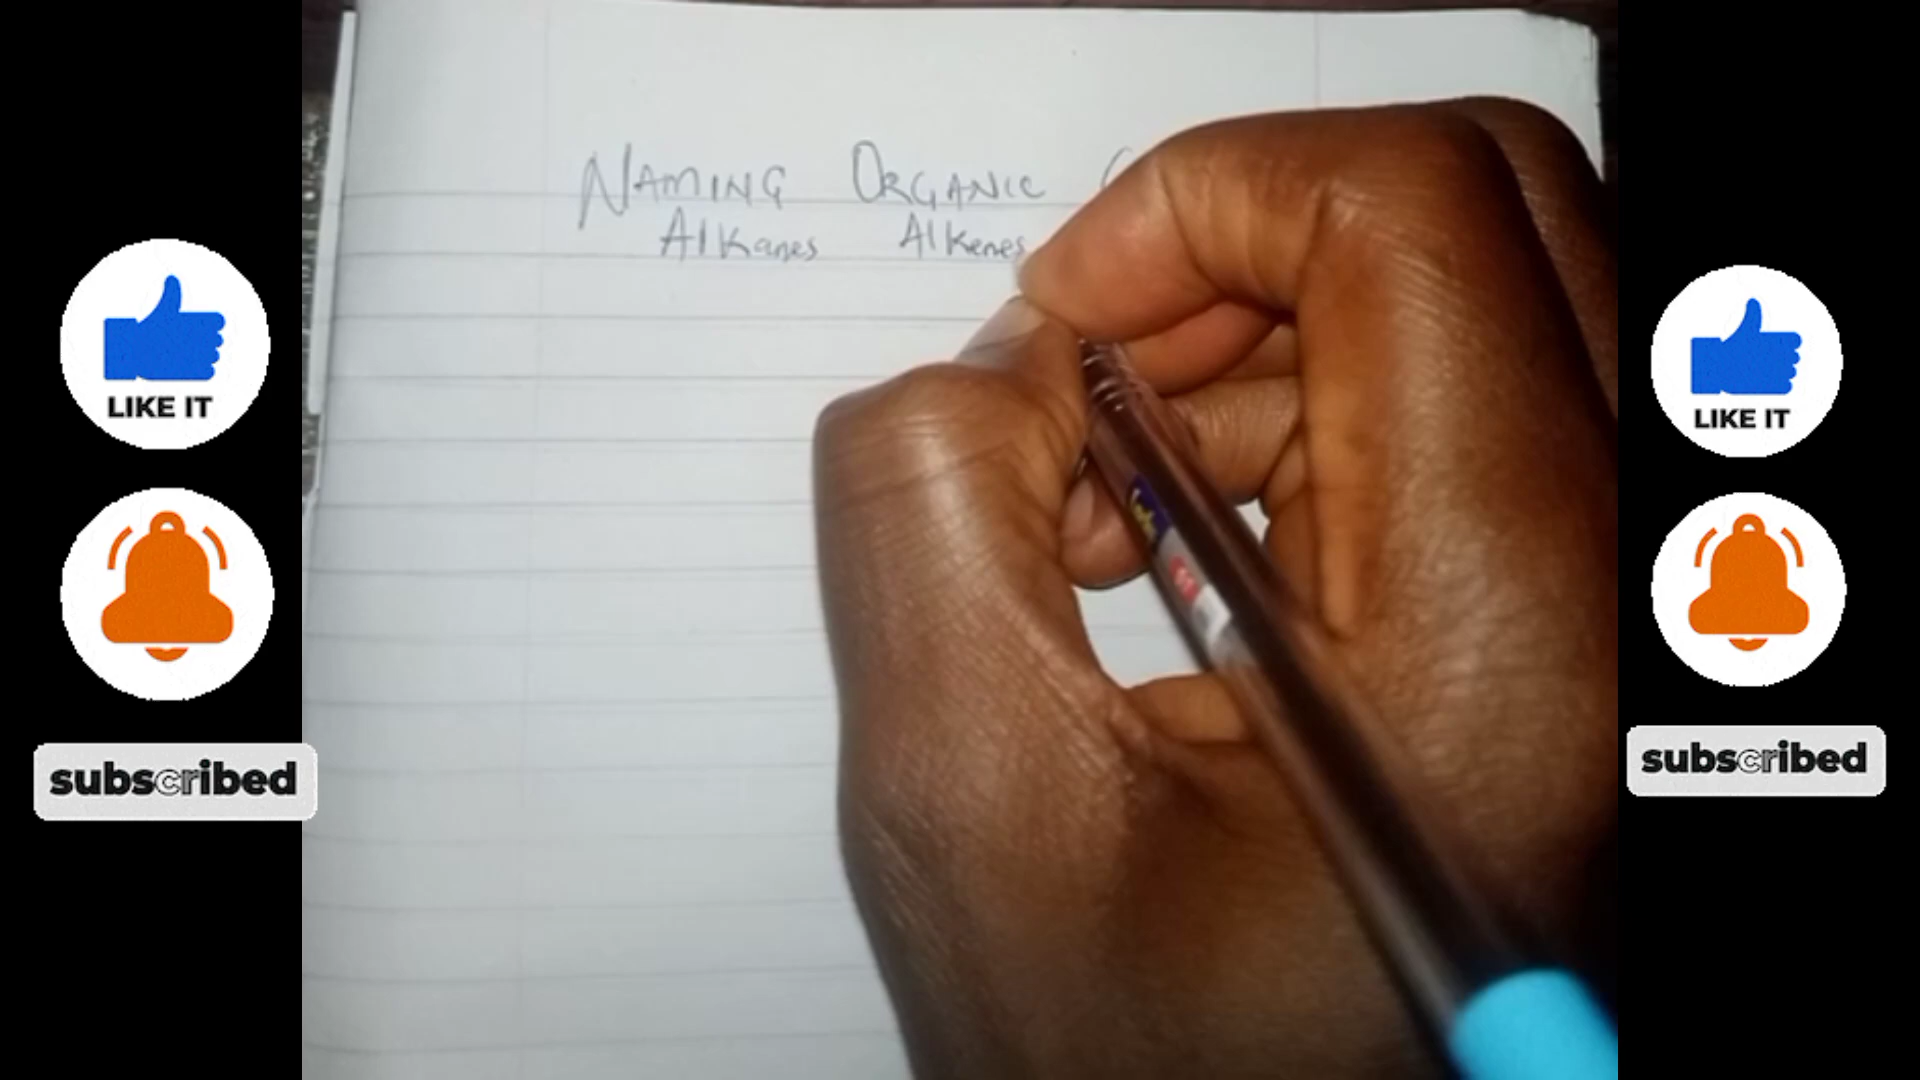 NAMING ORGANIC
Alkanes Alkenes
LIKE IT
subscribed
LIKE IT
subscribed